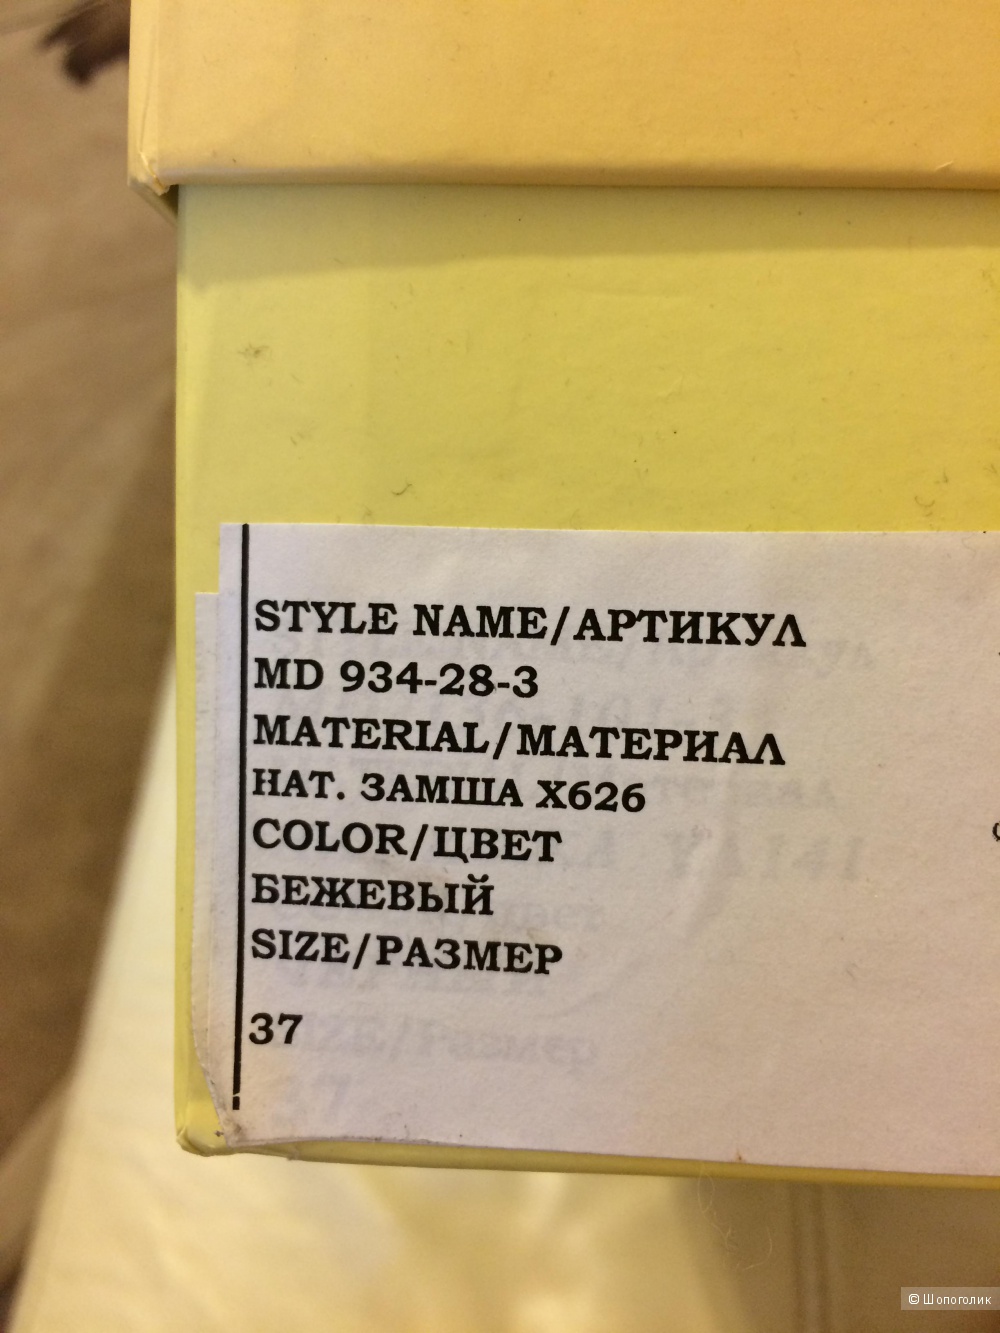 STYLE NAME/АРТИКУЛ
MD 934-28-3
MATERIAL/МАТЕРИАЛ
НАТ. ЗАМША X626
COLOR/ЦВЕТ
БЕЖЕВЫЙ
SIZE/РАЗМЕР
37
© Шопоголик